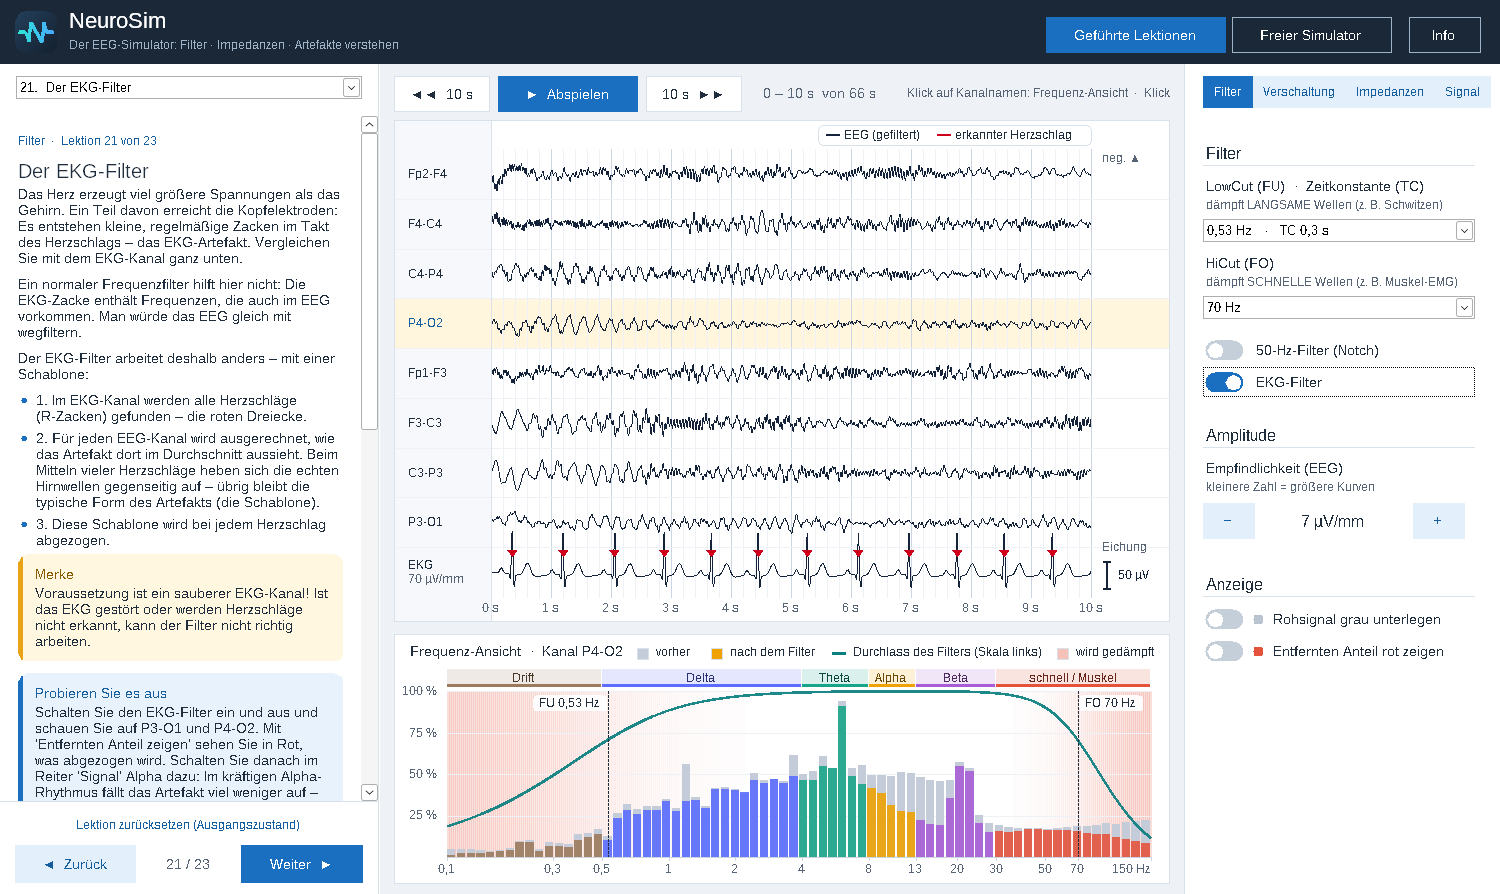 NeuroSim
Der EEG-Simulator: Filter · Impedanzen · Artefakte verstehen
Geführte Lektionen
Freier Simulator
Info
21. Der EKG-Filter
Filter · Lektion 21 von 23
Der EKG-Filter
Das Herz erzeugt viel größere Spannungen als das
Gehirn. Ein Teil davon erreicht die Kopfelektroden:
Es entstehen kleine, regelmäßige Zacken im Takt
des Herzschlags – das EKG-Artefakt. Vergleichen
Sie mit dem EKG-Kanal ganz unten.
Ein normaler Frequenzfilter hilft hier nicht: Die
EKG-Zacke enthält Frequenzen, die auch im EEG
vorkommen. Man würde das EEG gleich mit
wegfiltern.
Der EKG-Filter arbeitet deshalb anders – mit einer
Schablone:
• 1. Im EKG-Kanal werden alle Herzschläge
(R-Zacken) gefunden – die roten Dreiecke.
• 2. Für jeden EEG-Kanal wird ausgerechnet, wie
das Artefakt dort im Durchschnitt aussieht. Beim
Mitteln vieler Herzschläge heben sich die echten
Hirnwellen gegenseitig auf – übrig bleibt die
typische Form des Artefakts (die Schablone).
• 3. Diese Schablone wird bei jedem Herzschlag
abgezogen.
Merke
Voraussetzung ist ein sauberer EKG-Kanal! Ist
das EKG gestört oder werden Herzschläge
nicht erkannt, kann der Filter nicht richtig
arbeiten.
Probieren Sie es aus
Schalten Sie den EKG-Filter ein und aus und
schauen Sie auf P3-O1 und P4-O2. Mit
'Entfernten Anteil zeigen' sehen Sie in Rot,
was abgezogen wird. Schalten Sie danach im
Reiter 'Signal' Alpha dazu: Im kräftigen Alpha-
Rhythmus fällt das Artefakt viel weniger auf –
Lektion zurücksetzen (Ausgangszustand)
◄ Zurück
21 / 23
Weiter ►
◄◄ 10 s
► Abspielen
10 s ►►
0 – 10 s von 66 s
Klick auf Kanalnamen: Frequenz-Ansicht · Klick
EEG (gefiltert)
erkannter Herzschlag
neg. ▲
Fp2-F4
F4-C4
C4-P4
P4-O2
Fp1-F3
F3-C3
C3-P3
P3-O1
EKG
70 µV/mm
Eichung
50 µV
0 s 1 s 2 s 3 s 4 s 5 s 6 s 7 s 8 s 9 s 10 s
Frequenz-Ansicht · Kanal P4-O2
vorher
nach dem Filter
Durchlass des Filters (Skala links)
wird gedämpft
Drift Delta Theta Alpha Beta schnell / Muskel
FU 0,53 Hz
FO 70 Hz
100 %
75 %
50 %
25 %
0,1 0,3 0,5 1 2 4 8 13 20 30 50 70 150 Hz
Filter
Verschaltung
Impedanzen
Signal
Filter
LowCut (FU) · Zeitkonstante (TC)
dämpft LANGSAME Wellen (z. B. Schwitzen)
0,53 Hz · TC 0,3 s
HiCut (FO)
dämpft SCHNELLE Wellen (z. B. Muskel-EMG)
70 Hz
50-Hz-Filter (Notch)
EKG-Filter
Amplitude
Empfindlichkeit (EEG)
kleinere Zahl = größere Kurven
−
7 µV/mm
+
Anzeige
Rohsignal grau unterlegen
Entfernten Anteil rot zeigen